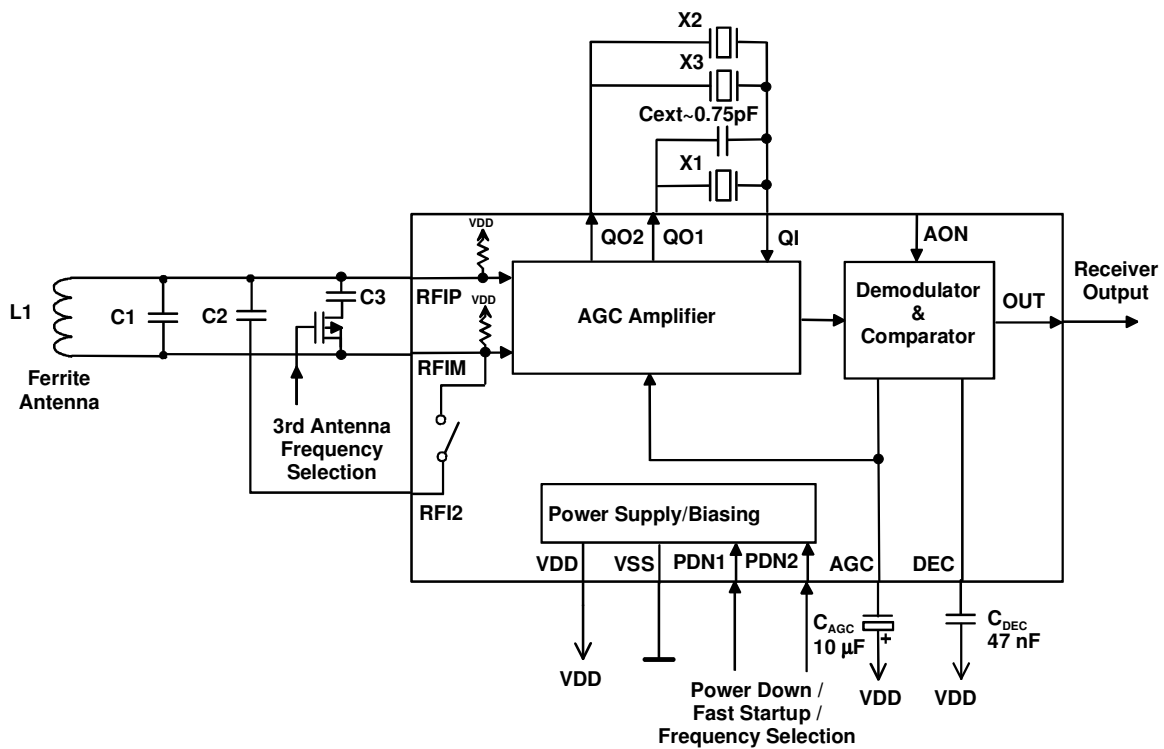 X2
X3
Cext~0.75pF
X1
VDD
QO2
QO1
QI
AON
RFIP
VDD
L1
C1
C2
C3
AGC Amplifier
Demodulator
&
Comparator
OUT
Receiver
Output
RFIM
Ferrite
Antenna
3rd Antenna
Frequency
Selection
RFI2
Power Supply/Biasing
VDD
VSS
PDN1
PDN2
AGC
DEC
CAGC
10 µF
+
CDEC
47 nF
VDD
VDD
VDD
Power Down /
Fast Startup /
Frequency Selection